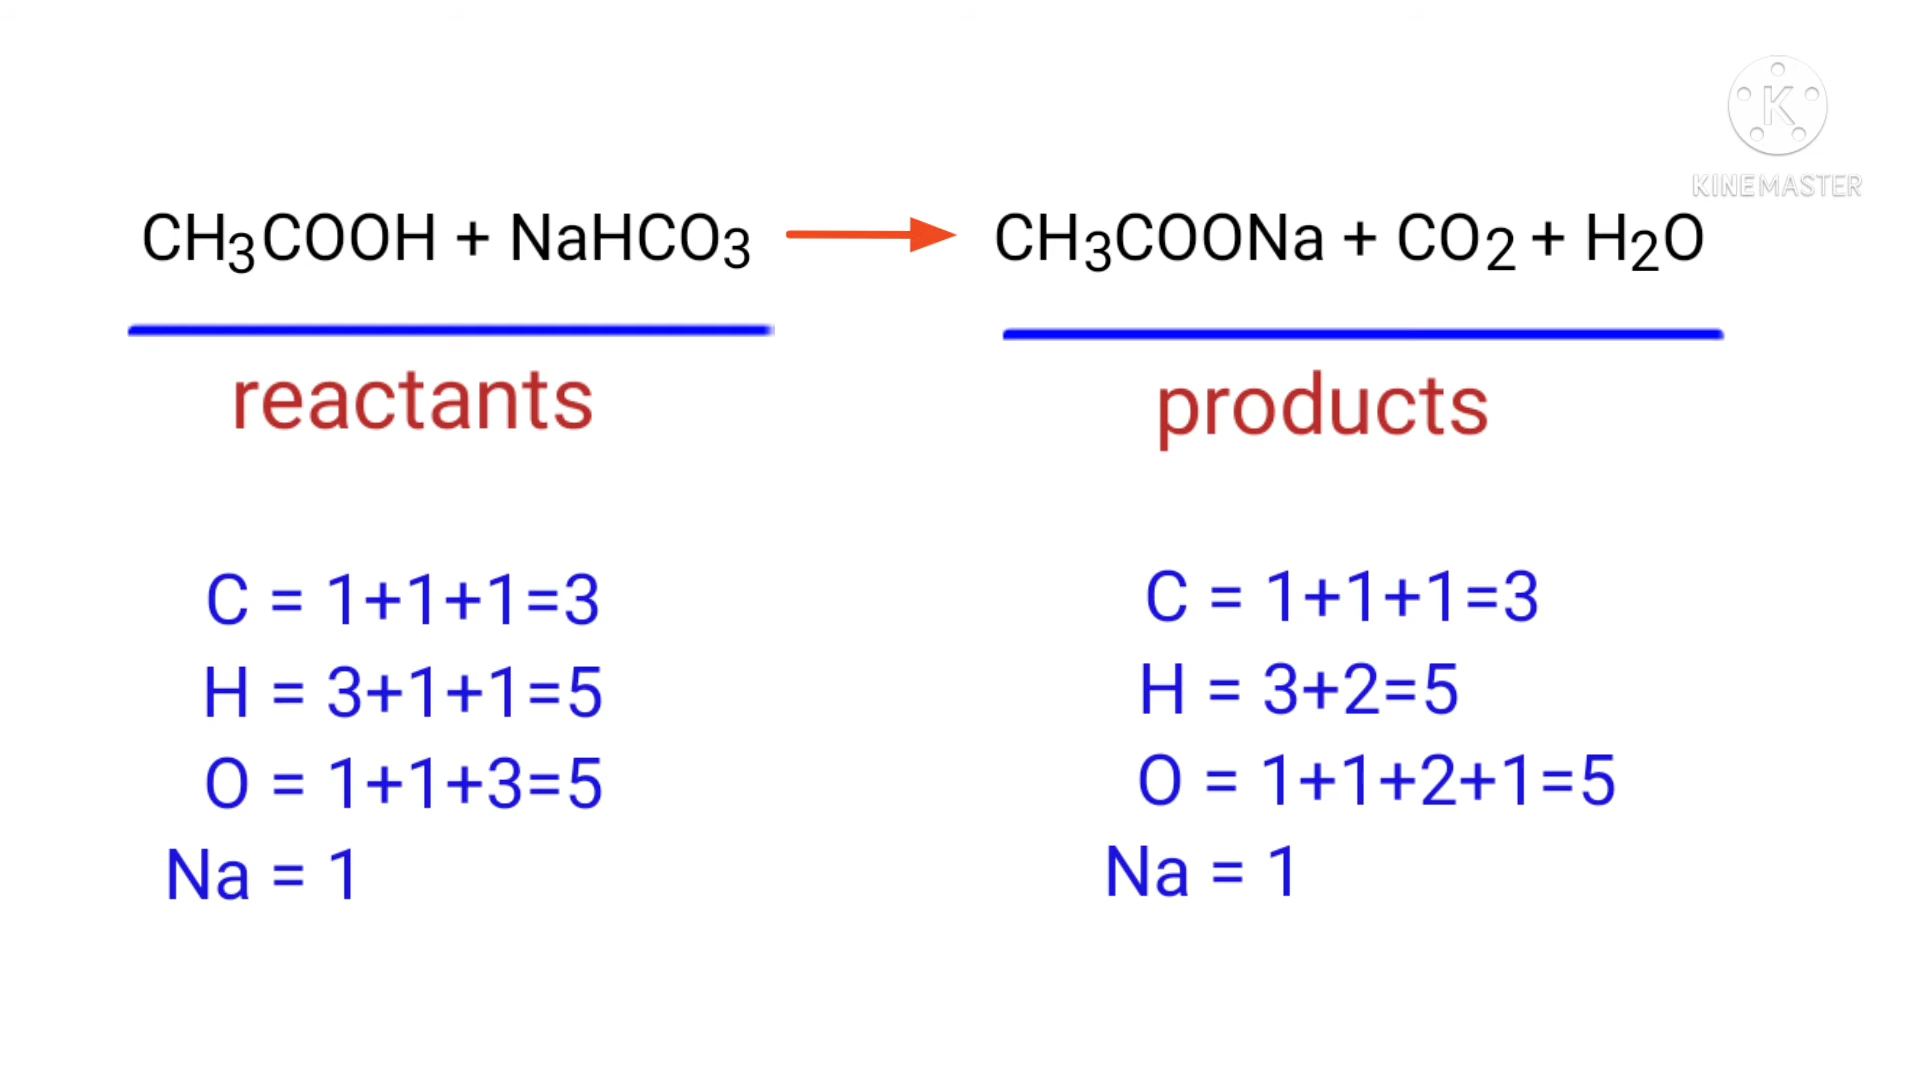 K
KINEMASTER
CH₃COOH + NaHCO₃ → CH₃COONa + CO₂ + H₂O
reactants
products
C = 1+1+1=3
H = 3+1+1=5
O = 1+1+3=5
Na = 1
C = 1+1+1=3
H = 3+2=5
O = 1+1+2+1=5
Na = 1